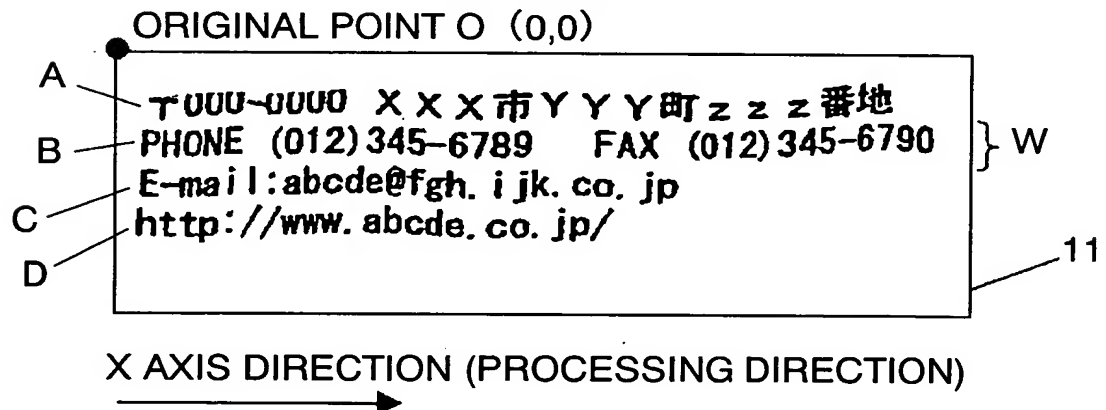 ORIGINAL POINT O (0,0)
A
〒000-0000 XXX市YYY町zzz番地
B PHONE (012)345-6789 FAX (012)345-6790 W
C E-mail:abcde@fgh.ijk.co.jp
D http://www.abcde.co.jp/
11
X AXIS DIRECTION (PROCESSING DIRECTION)